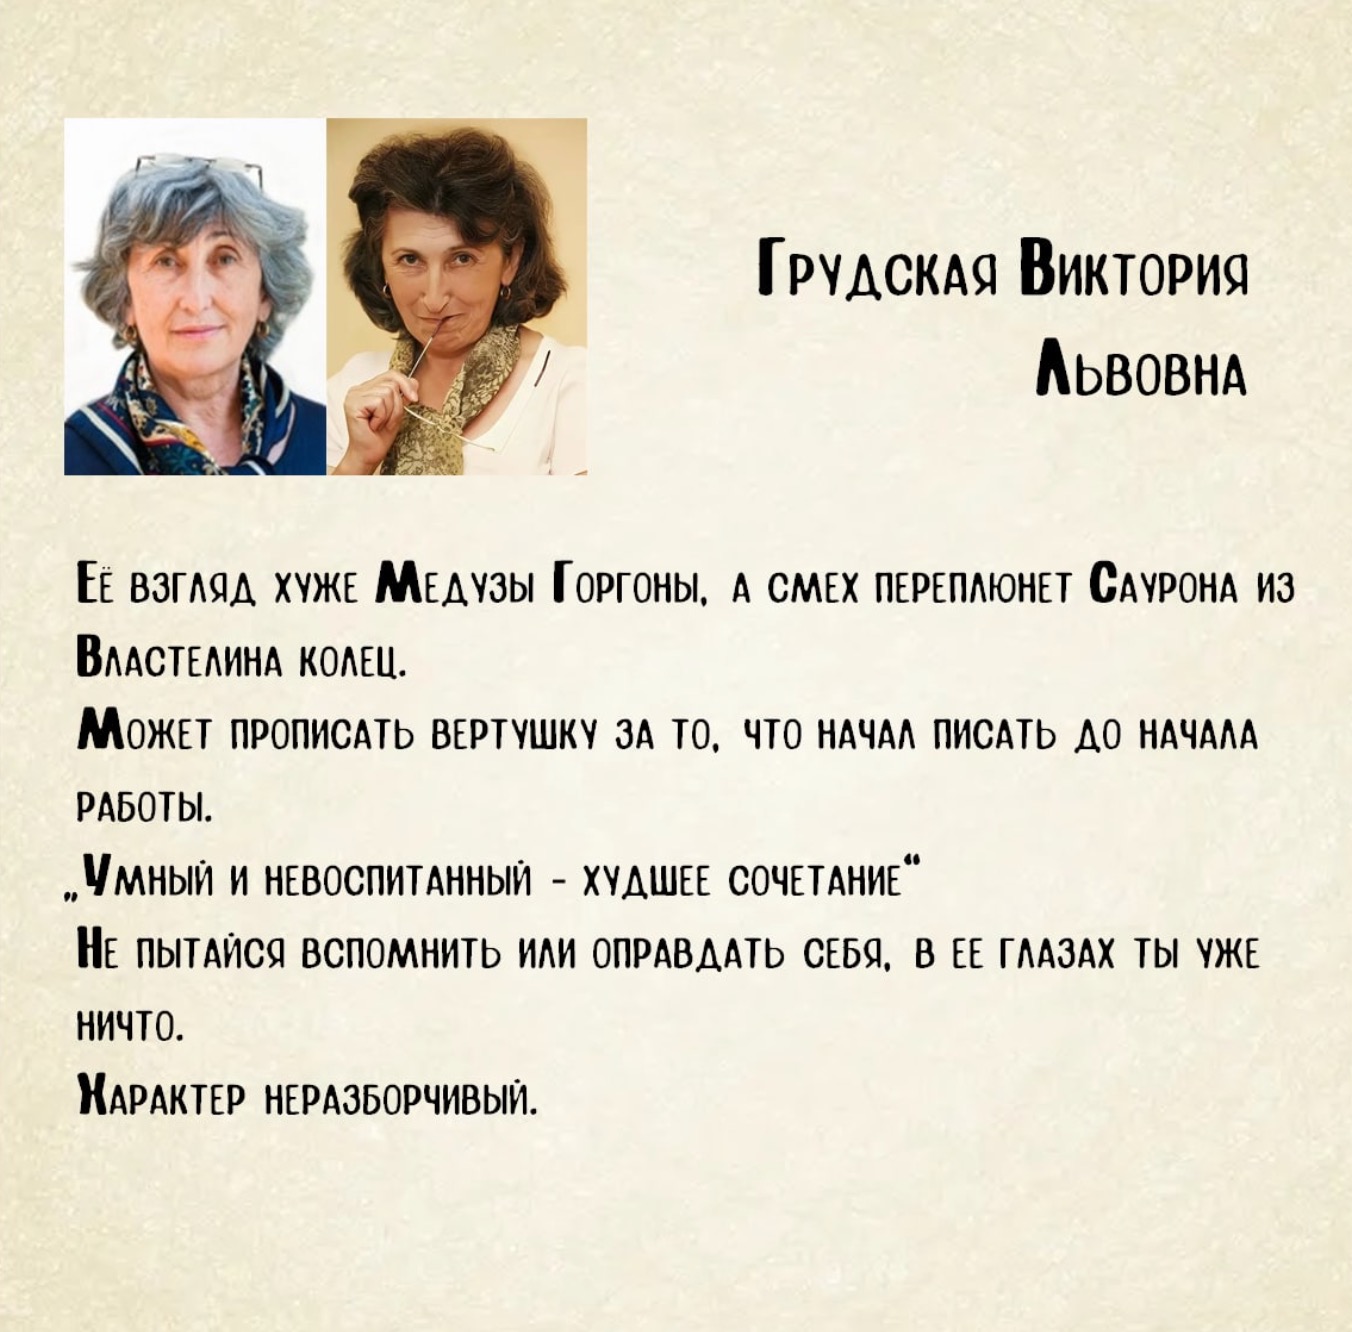 Грудская Виктория
Львовна
Её взгляд хуже Медузы Горгоны, а смех переплюнет Саурона из
Властелина колец.
Может прописать вертушку за то, что начал писать до начала
работы.
„Умный и невоспитанный - худшее сочетание“
Не пытайся вспомнить или оправдать себя, в ее глазах ты уже
ничто.
Характер неразборчивый.